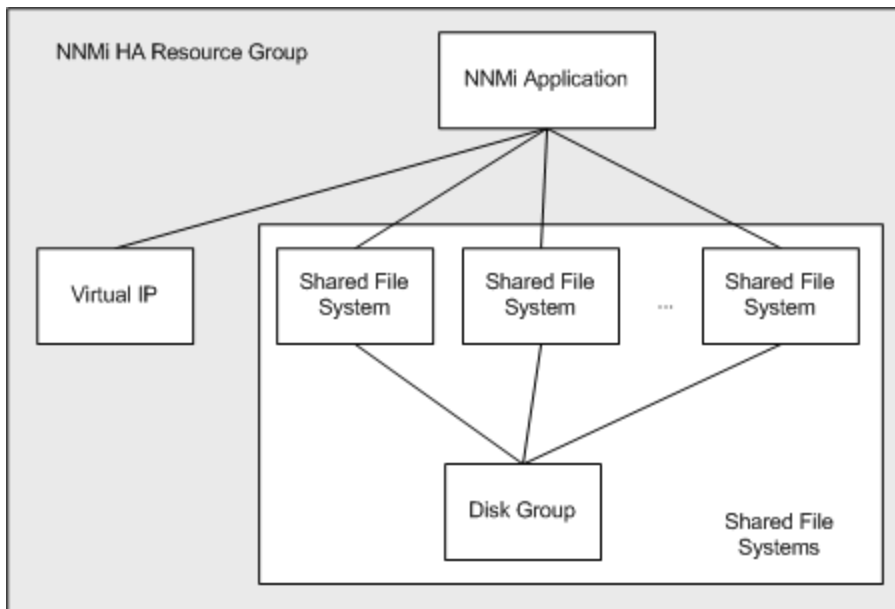 NNMi HA Resource Group
NNMi Application
Virtual IP
Shared File
System
Shared File
System
...
Shared File
System
Disk Group
Shared File
Systems